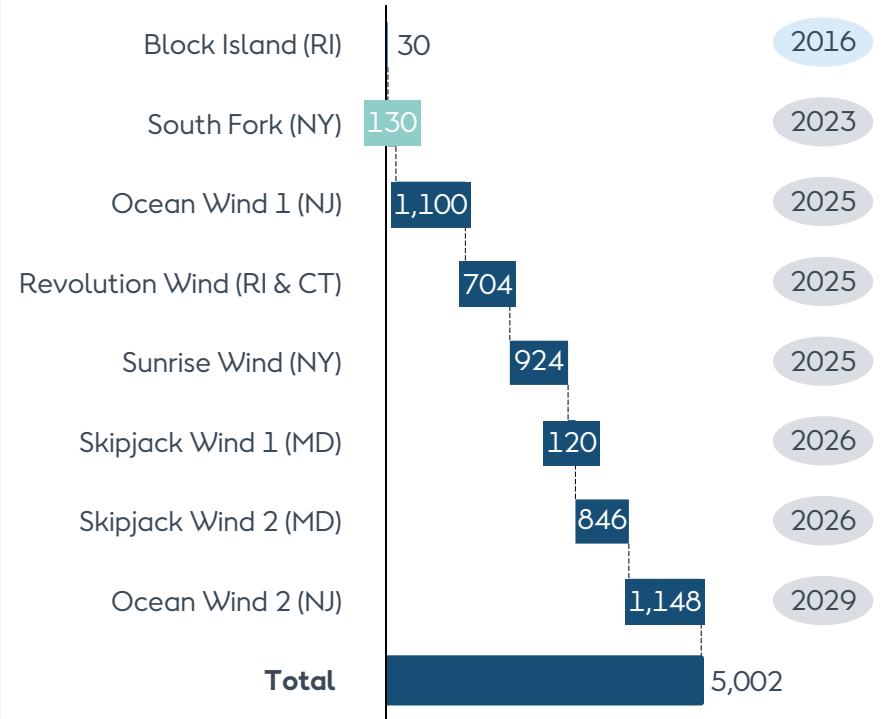 Block Island (RI) 30 2016
South Fork (NY) 130 2023
Ocean Wind 1 (NJ) 1,100 2025
Revolution Wind (RI & CT) 704 2025
Sunrise Wind (NY) 924 2025
Skipjack Wind 1 (MD) 120 2026
Skipjack Wind 2 (MD) 846 2026
Ocean Wind 2 (NJ) 1,148 2029
Total 5,002